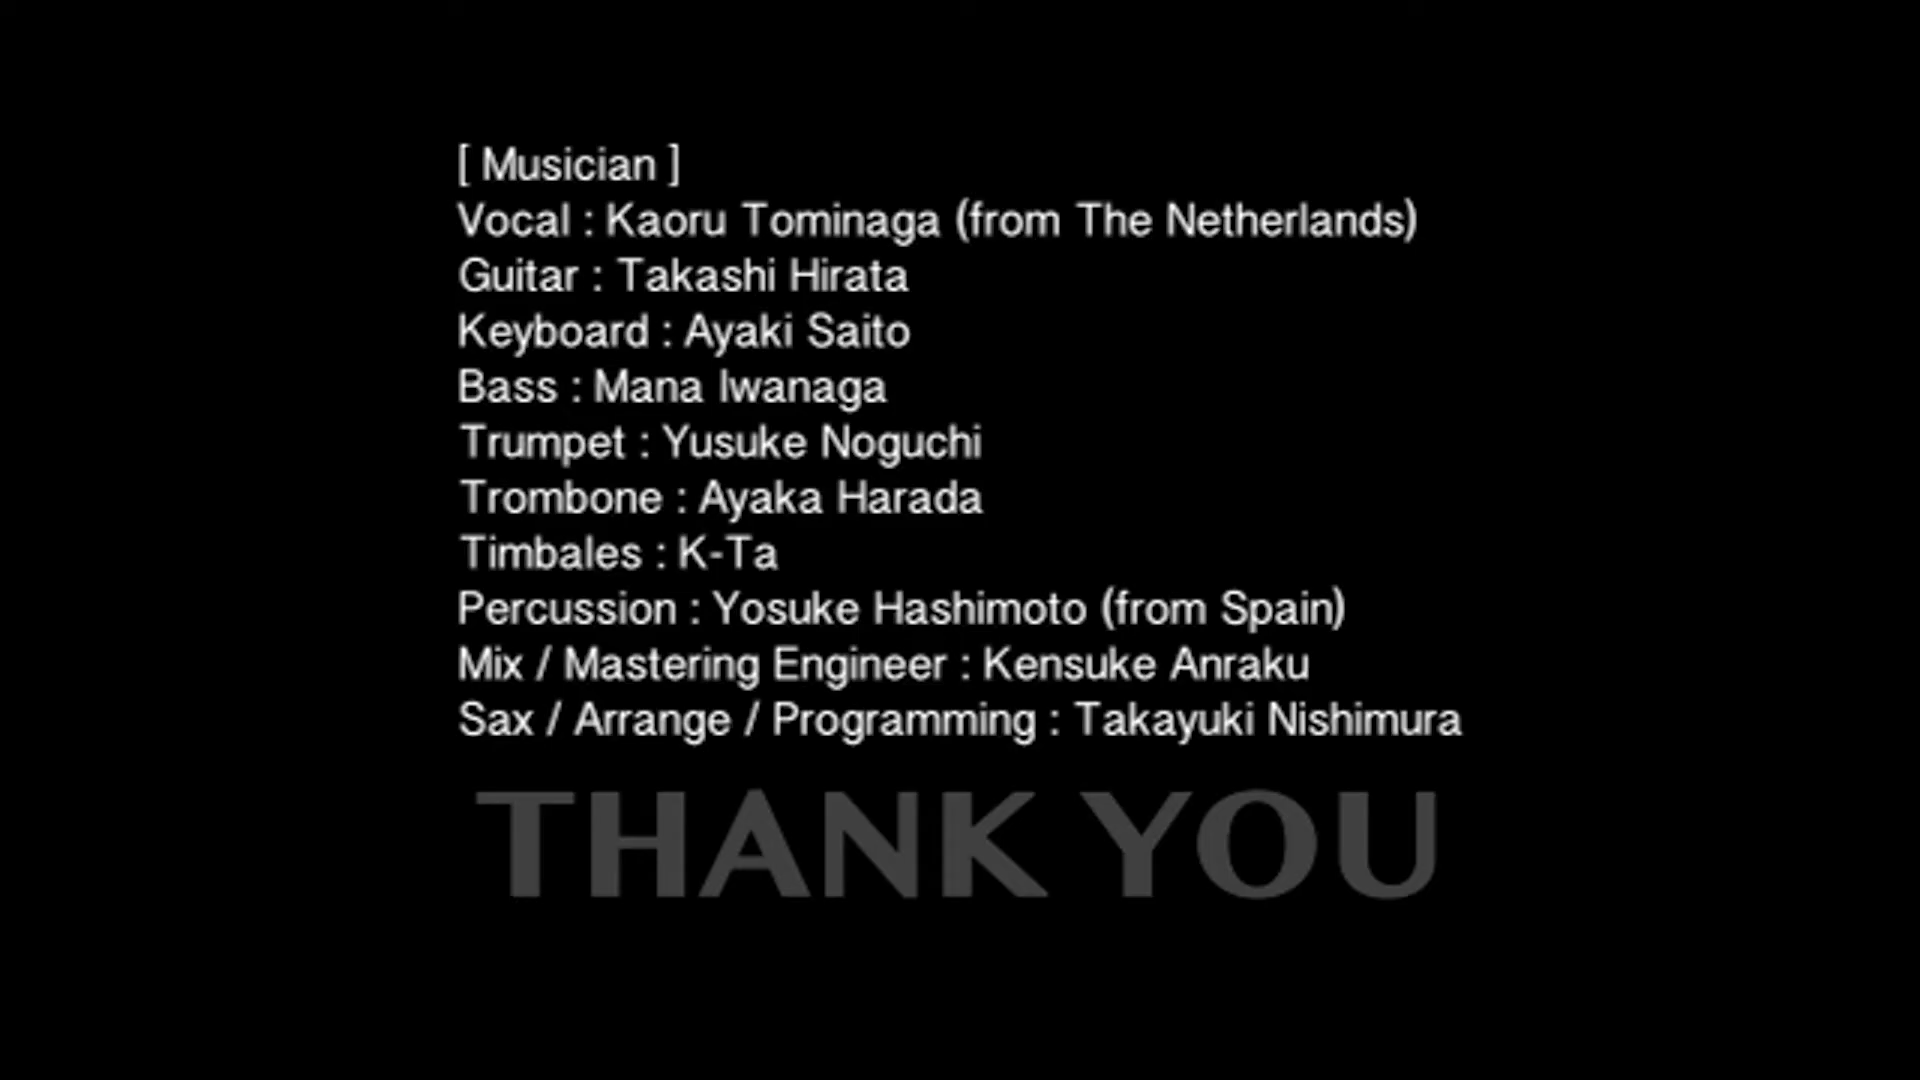 [ Musician ]
Vocal : Kaoru Tominaga (from The Netherlands)
Guitar : Takashi Hirata
Keyboard : Ayaki Saito
Bass : Mana Iwanaga
Trumpet : Yusuke Noguchi
Trombone : Ayaka Harada
Timbales : K-Ta
Percussion : Yosuke Hashimoto (from Spain)
Mix / Mastering Engineer : Kensuke Anraku
Sax / Arrange / Programming : Takayuki Nishimura
THANK YOU